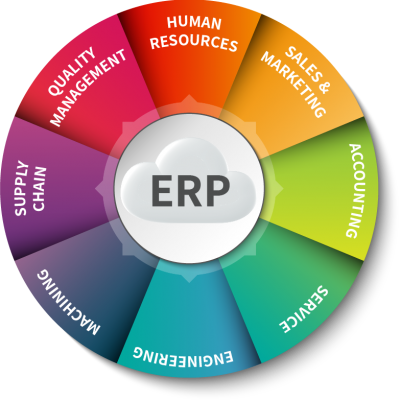 HUMAN
RESOURCES
SALES &
MARKETING
ACCOUNTING
SERVICE
ENGINEERING
MACHINING
SUPPLY
CHAIN
QUALITY
MANAGEMENT
ERP